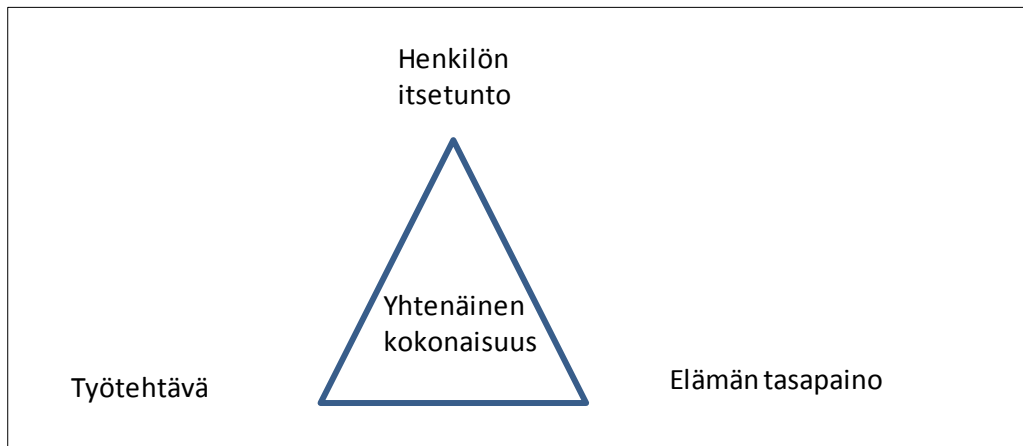 Henkilön
itsetunto
Yhtenäinen
kokonaisuus
Työtehtävä
Elämän tasapaino